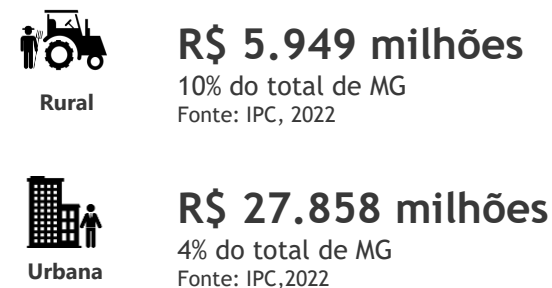 R$ 5.949 milhões
10% do total de MG
Fonte: IPC, 2022
Rural
R$ 27.858 milhões
4% do total de MG
Fonte: IPC,2022
Urbana